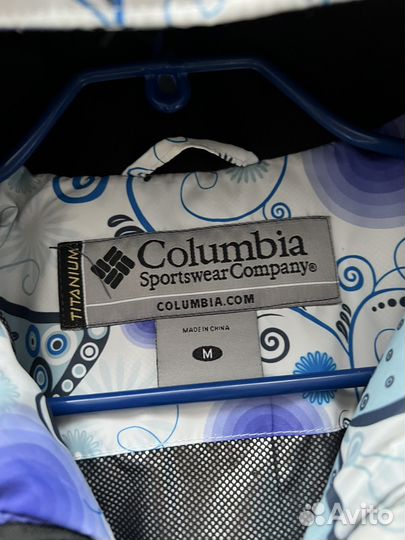 TITANIUM
Columbia
Sportswear Company®
COLUMBIA.COM
MADE IN CHINA
M
Avito